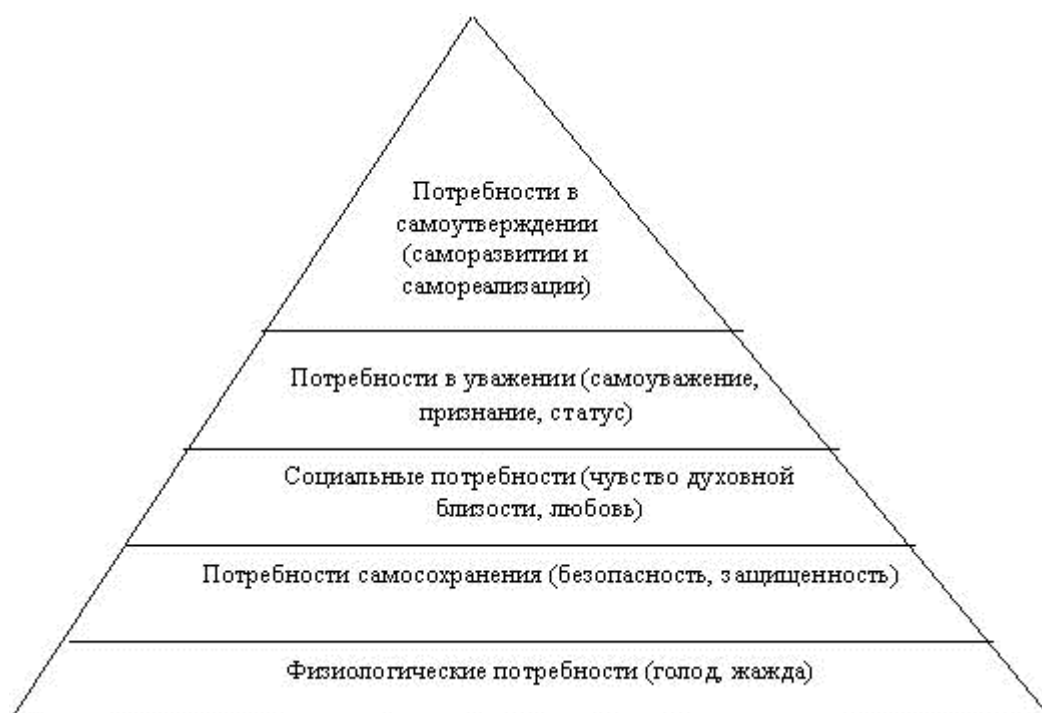 Потребности в
самоутверждении
(саморазвитии и
самореализации)
Потребности в уважении (самоуважение,
признание, статус)
Социальные потребности (чувство духовной
близости, любовь)
Потребности самосохранения (безопасность, защищенность)
Физиологические потребности (голод, жажда)